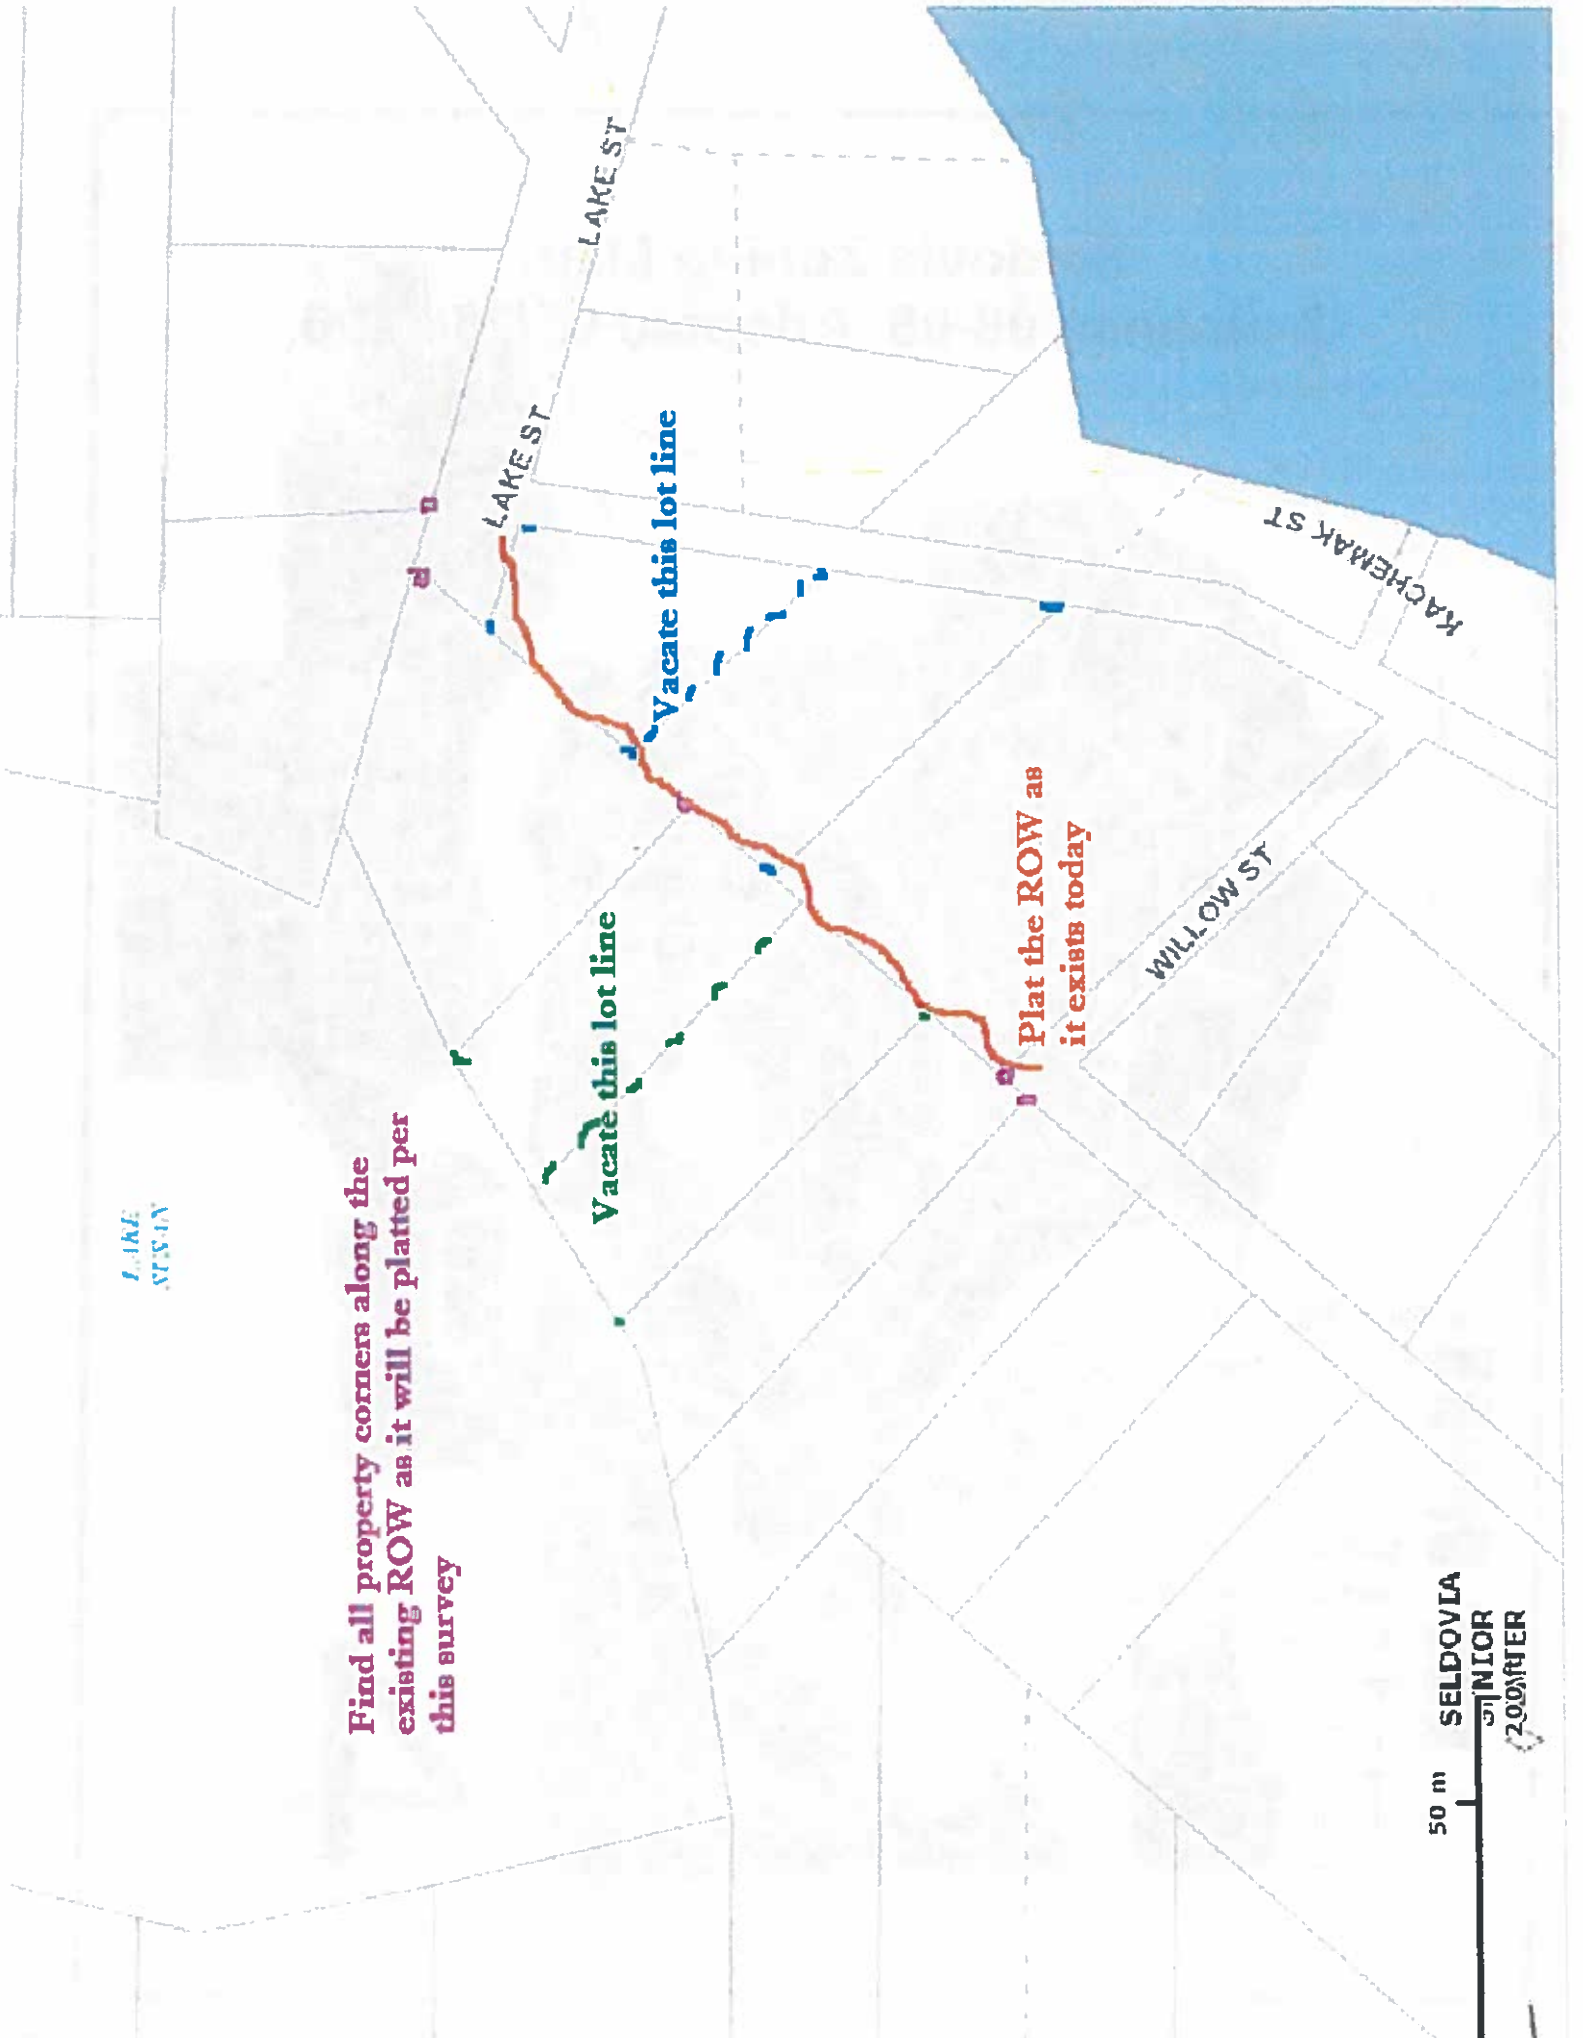 Find all property corners along the
existing ROW as it will be platted per
this survey
Vacate this lot line
Vacate this lot line
Plat the ROW as
it exists today
LAKE ST
LAKE ST
KACHEMAK ST
WILLOW ST
LAKE
50 m
SELDOVIA